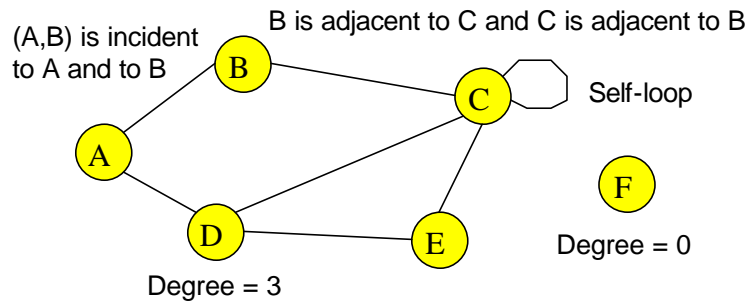 (A,B) is incident
to A and to B
B is adjacent to C and C is adjacent to B
B
C
Self-loop
A
F
D
E
Degree = 0
Degree = 3